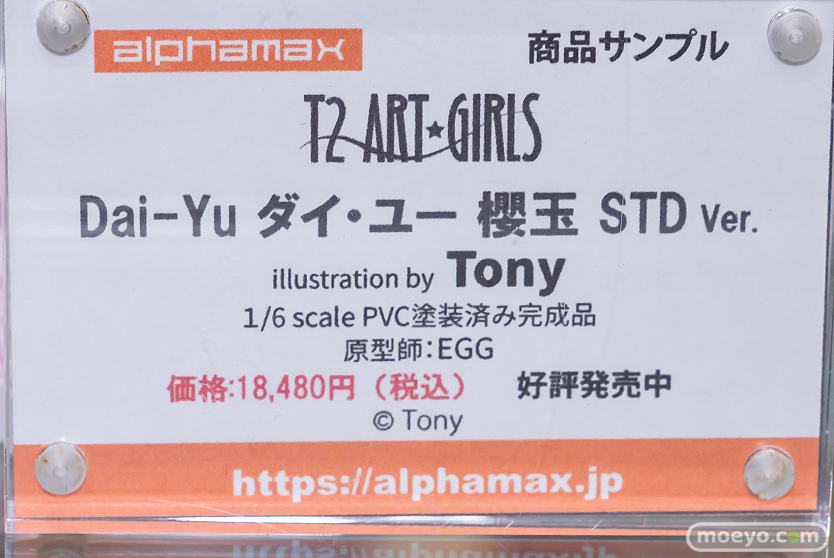 alphamax
商品サンプル
T2 ART★GIRLS
Dai-Yu ダイ・ユー 櫻玉 STD Ver.
illustration by Tony
1/6 scale PVC塗装済み完成品
原型師：EGG
価格:18,480円（税込） 好評発売中
© Tony
https://alphamax.jp
moeyo.com